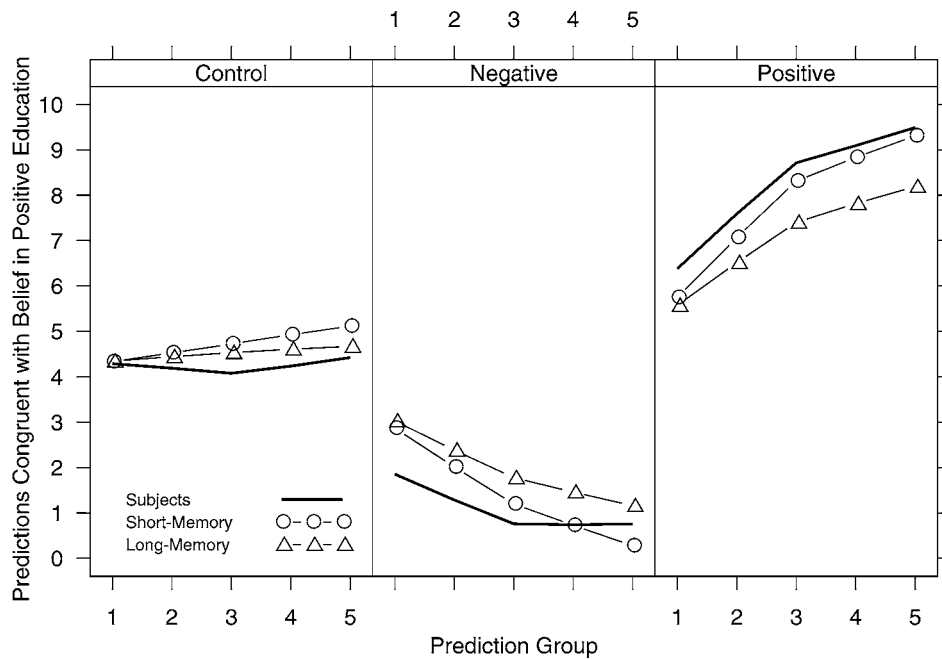 1 2 3 4 5
Control Negative Positive
Predictions Congruent with Belief in Positive Education
10
9
8
7
6
5
4
3
2
1
0
Subjects
Short-Memory
Long-Memory
1 2 3 4 5 1 2 3 4 5
Prediction Group